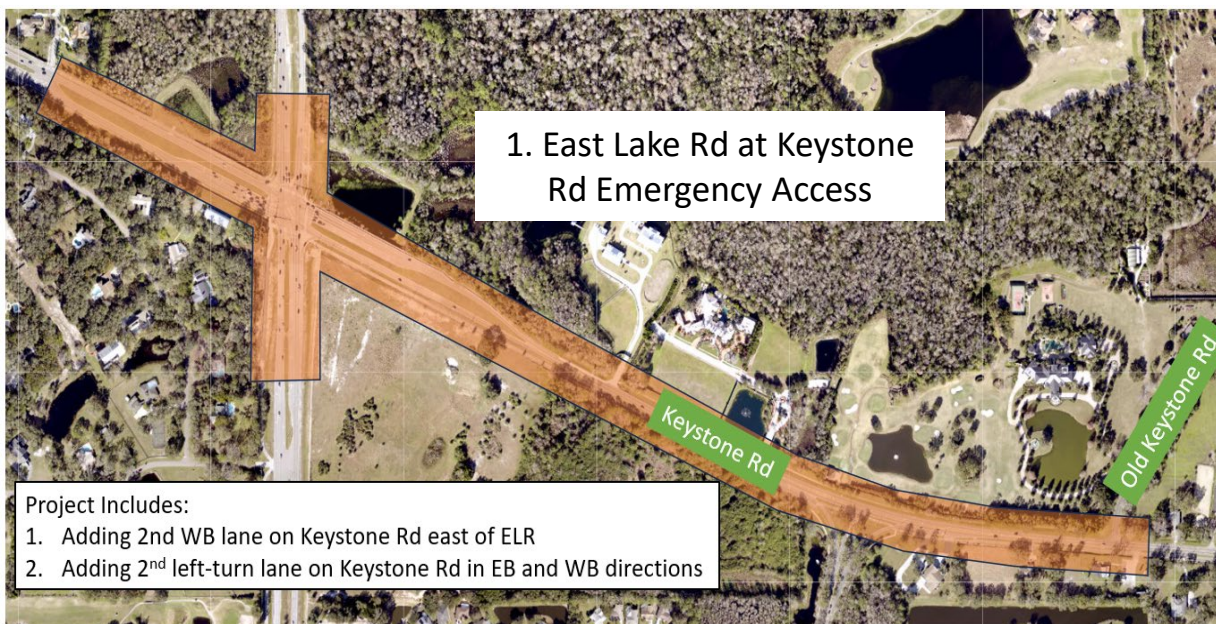 1. East Lake Rd at Keystone
Rd Emergency Access
Keystone Rd
Old Keystone Rd
Project Includes:
1. Adding 2nd WB lane on Keystone Rd east of ELR
2. Adding 2nd left-turn lane on Keystone Rd in EB and WB directions